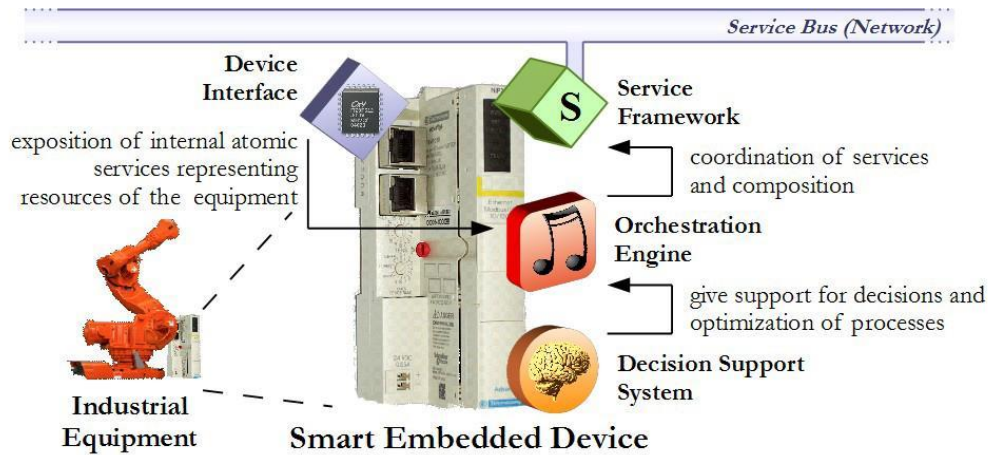 Service Bus (Network)
Device
Interface
S
Service
Framework
exposition of internal atomic
services representing
resources of the equipment
coordination of services
and composition
Orchestration
Engine
give support for decisions and
optimization of processes
Decision Support
System
Industrial
Equipment
Smart Embedded Device